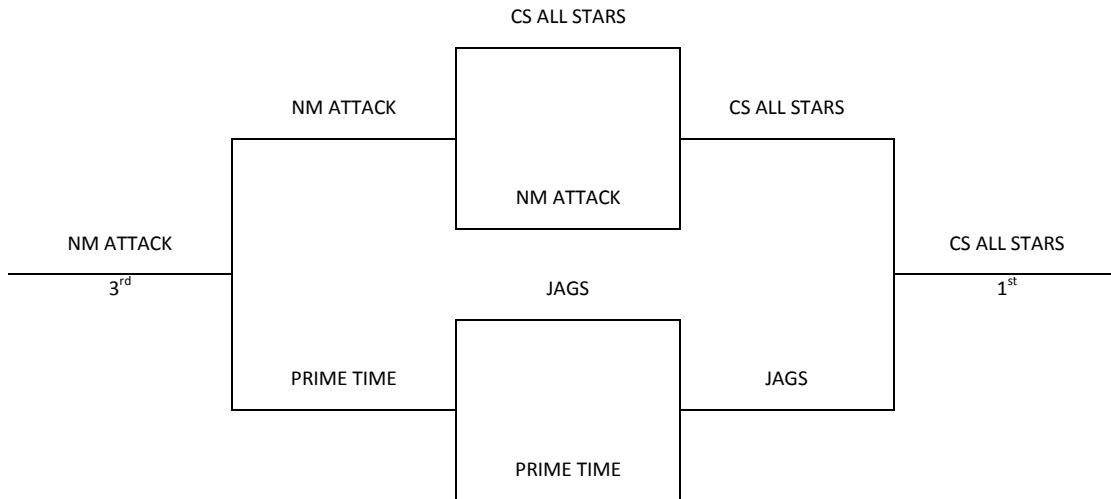 CS ALL STARS
NM ATTACK
CS ALL STARS
NM ATTACK
NM ATTACK
CS ALL STARS
3rd
JAGS
1st
PRIME TIME
JAGS
PRIME TIME